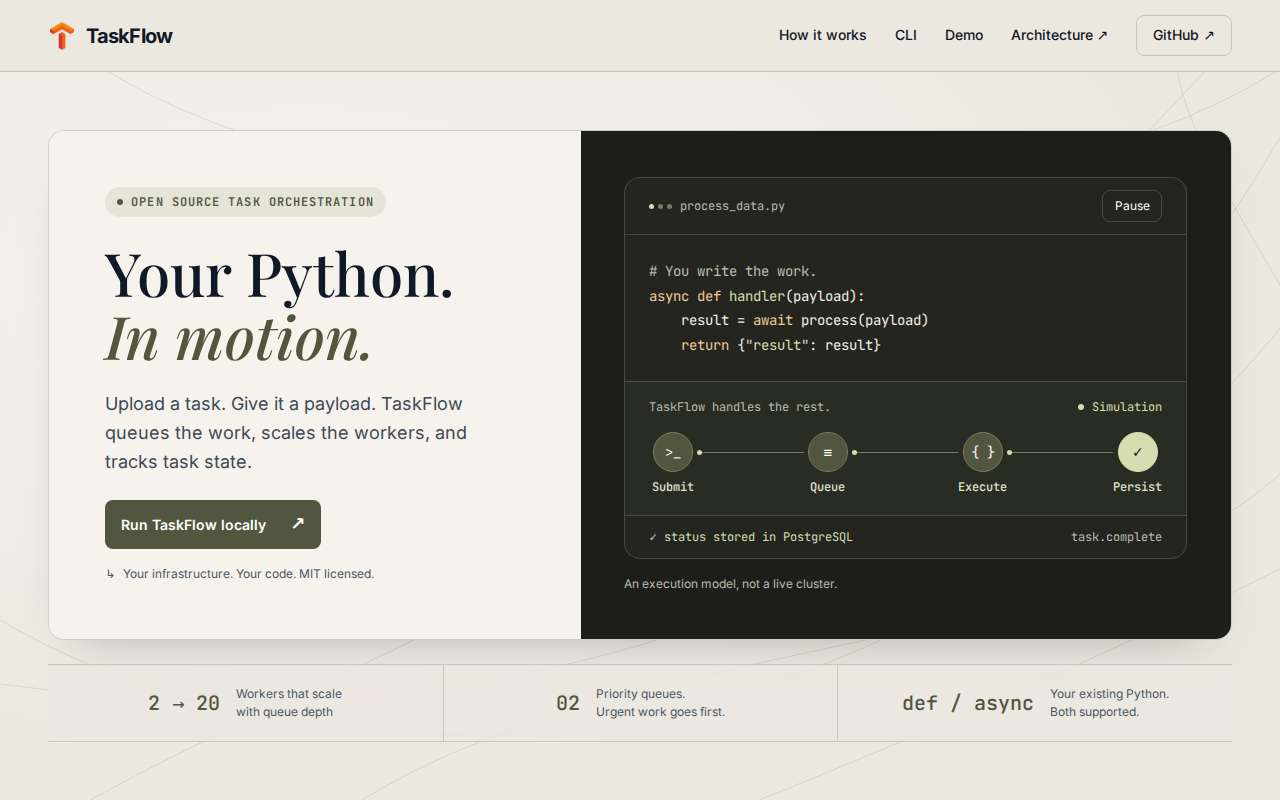 TaskFlow
How it works
CLI
Demo
Architecture ↗
GitHub ↗
OPEN SOURCE TASK ORCHESTRATION
Your Python.
In motion.
Upload a task. Give it a payload. TaskFlow
queues the work, scales the workers, and
tracks task state.
Run TaskFlow locally ↗
↳ Your infrastructure. Your code. MIT licensed.
process_data.py
Pause
# You write the work.
async def handler(payload):
    result = await process(payload)
    return {"result": result}
TaskFlow handles the rest.
Simulation
>_
≡
{ }
✓
Submit
Queue
Execute
Persist
✓ status stored in PostgreSQL
task.complete
An execution model, not a live cluster.
2 → 20
Workers that scale
with queue depth
02
Priority queues.
Urgent work goes first.
def / async
Your existing Python.
Both supported.